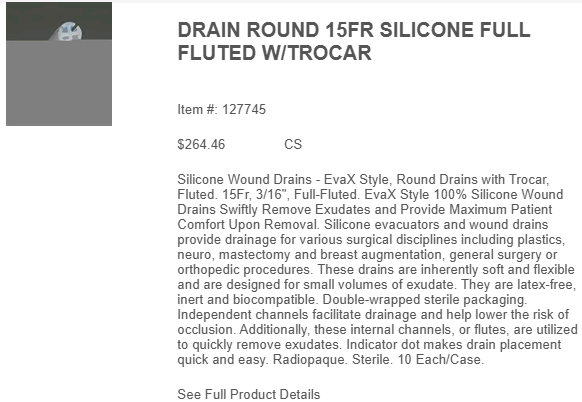 DRAIN ROUND 15FR SILICONE FULL
FLUTED W/TROCAR
Item #: 127745
$264.46 CS
Silicone Wound Drains - EvaX Style, Round Drains with Trocar,
Fluted. 15Fr, 3/16", Full-Fluted. EvaX Style 100% Silicone Wound
Drains Swiftly Remove Exudates and Provide Maximum Patient
Comfort Upon Removal. Silicone evacuators and wound drains
provide drainage for various surgical disciplines including plastics,
neuro, mastectomy and breast augmentation, general surgery or
orthopedic procedures. These drains are inherently soft and flexible
and are designed for small volumes of exudate. They are latex-free,
inert and biocompatible. Double-wrapped sterile packaging.
Independent channels facilitate drainage and help lower the risk of
occlusion. Additionally, these internal channels, or flutes, are utilized
to quickly remove exudates. Indicator dot makes drain placement
quick and easy. Radiopaque. Sterile. 10 Each/Case.
See Full Product Details